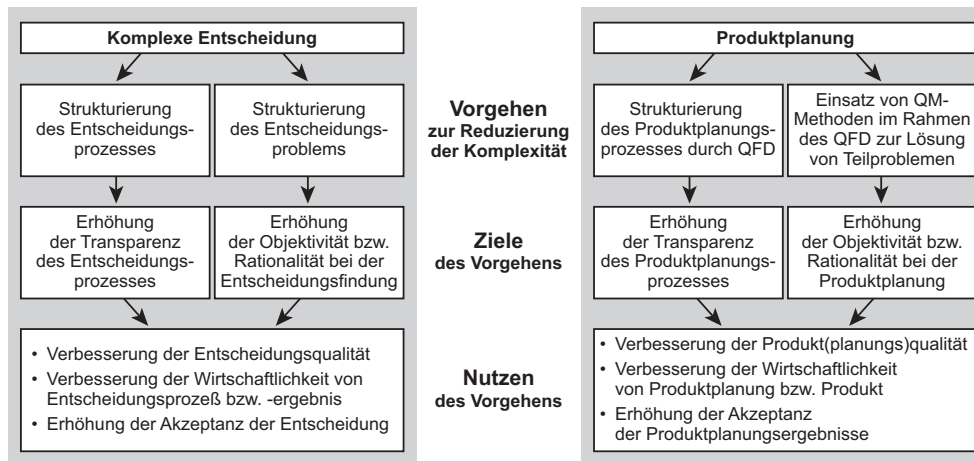 Komplexe Entscheidung
Strukturierung
des Entscheidungs-
prozesses
Strukturierung
des Entscheidungs-
problems
Erhöhung
der Transparenz
des Entscheidungs-
prozesses
Erhöhung
der Objektivität bzw.
Rationalität bei der
Entscheidungsfindung
• Verbesserung der Entscheidungsqualität
• Verbesserung der Wirtschaftlichkeit von
Entscheidungsprozeß bzw. -ergebnis
• Erhöhung der Akzeptanz der Entscheidung
Vorgehen
zur Reduzierung
der Komplexität
Ziele
des Vorgehens
Nutzen
des Vorgehens
Produktplanung
Strukturierung
des Produktplanungs-
prozesses durch QFD
Einsatz von QM-
Methoden im Rahmen
des QFD zur Lösung
von Teilproblemen
Erhöhung
der Transparenz
des Produktplanungs-
prozesses
Erhöhung
der Objektivität bzw.
Rationalität bei der
Produktplanung
• Verbesserung der Produkt(planungs)qualität
• Verbesserung der Wirtschaftlichkeit
von Produktplanung bzw. Produkt
• Erhöhung der Akzeptanz
der Produktplanungsergebnisse